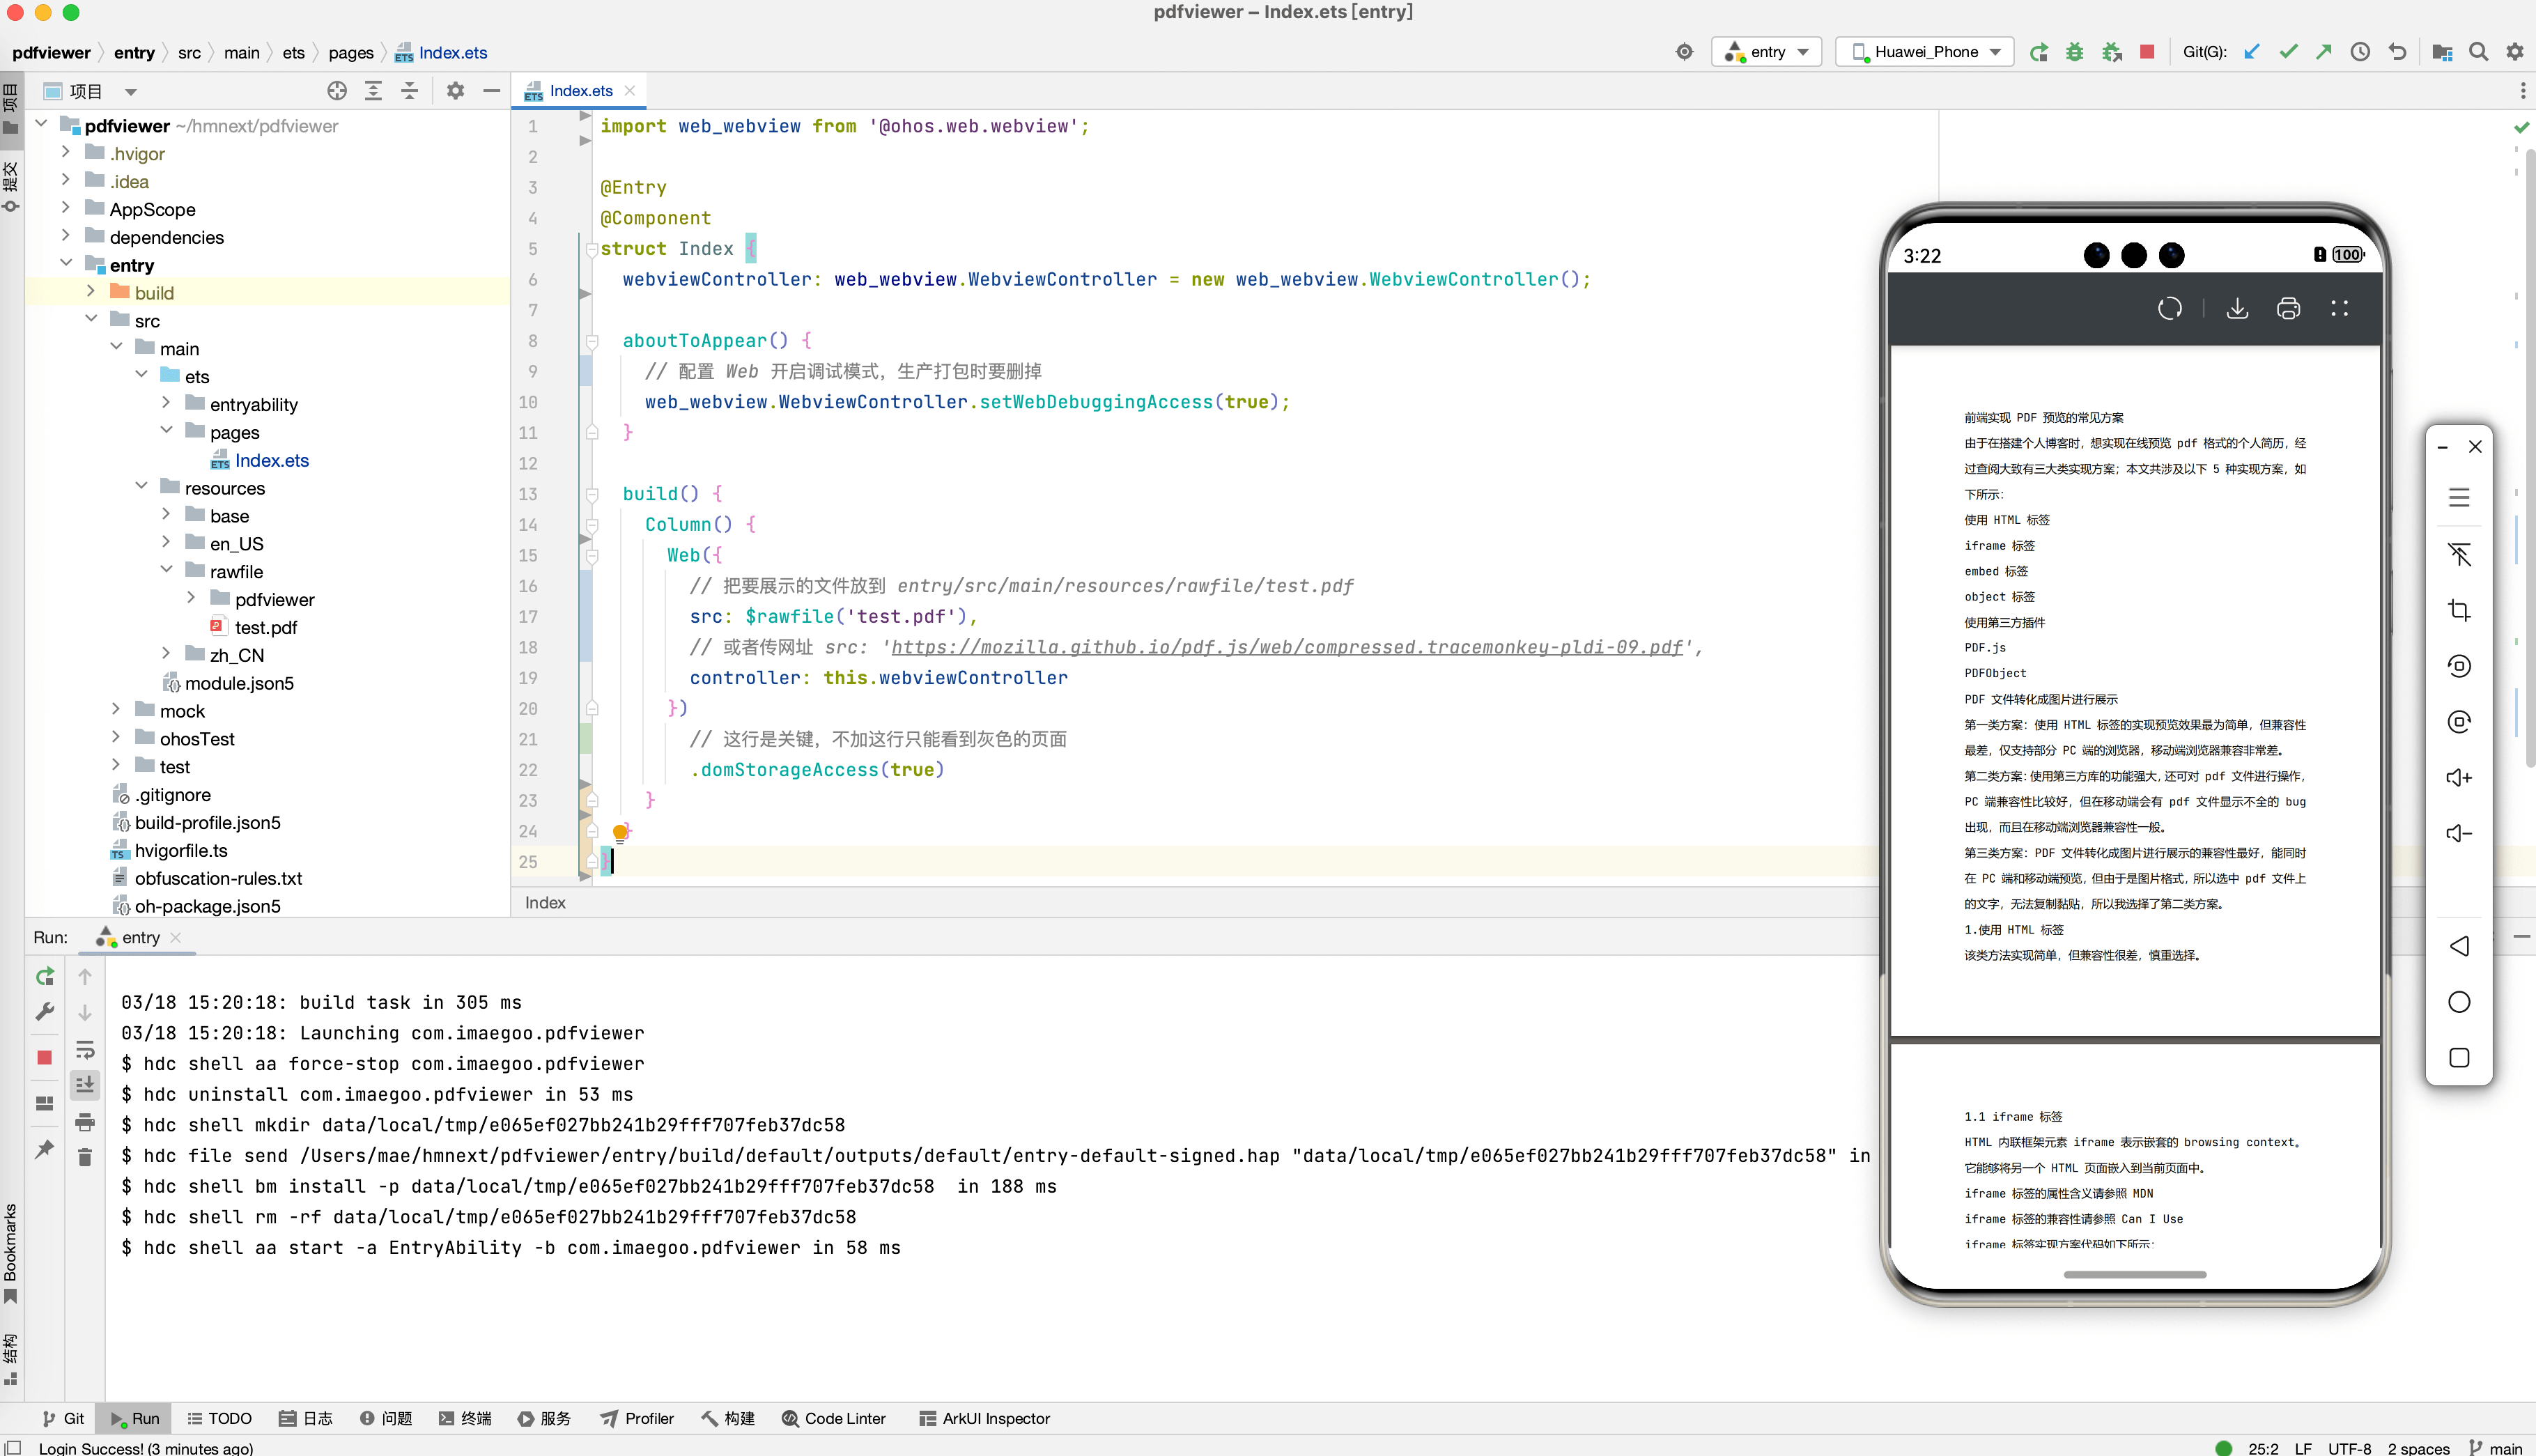 pdfviewer – Index.ets [entry]
pdfviewer entry src main ets pages Index.ets
entry
Huawei_Phone
Git(G):
项目
提交
Bookmarks
结构
项目
pdfviewer ~/hmnext/pdfviewer
.hvigor
.idea
AppScope
dependencies
entry
build
src
main
ets
entryability
pages
Index.ets
resources
base
en_US
rawfile
pdfviewer
test.pdf
zh_CN
module.json5
mock
ohosTest
test
.gitignore
build-profile.json5
hvigorfile.ts
obfuscation-rules.txt
oh-package.json5
Index.ets
1 import web_webview from '@ohos.web.webview';
2
3 @Entry
4 @Component
5 struct Index {
6 webviewController: web_webview.WebviewController = new web_webview.WebviewController();
7
8 aboutToAppear() {
9 // 配置 Web 开启调试模式，生产打包时要删掉
10 web_webview.WebviewController.setWebDebuggingAccess(true);
11 }
12
13 build() {
14 Column() {
15 Web({
16 // 把要展示的文件放到 entry/src/main/resources/rawfile/test.pdf
17 src: $rawfile('test.pdf'),
18 // 或者传网址 src: 'https://mozilla.github.io/pdf.js/web/compressed.tracemonkey-pldi-09.pdf',
19 controller: this.webviewController
20 })
21 // 这行是关键，不加这行只能看到灰色的页面
22 .domStorageAccess(true)
23 }
24 }
25 }
Index
3:22
100
前端实现 PDF 预览的常见方案
由于在搭建个人博客时，想实现在线预览 pdf 格式的个人简历，经
过查阅大致有三大类实现方案；本文共涉及以下 5 种实现方案，如
下所示：
使用 HTML 标签
iframe 标签
embed 标签
object 标签
使用第三方插件
PDF.js
PDFObject
PDF 文件转化成图片进行展示
第一类方案：使用 HTML 标签的实现预览效果最为简单，但兼容性
最差，仅支持部分 PC 端的浏览器，移动端浏览器兼容非常差。
第二类方案：使用第三方库的功能强大，还可对 pdf 文件进行操作，
PC 端兼容性比较好，但在移动端会有 pdf 文件显示不全的 bug
出现，而且在移动端浏览器兼容性一般。
第三类方案：PDF 文件转化成图片进行展示的兼容性最好，能同时
在 PC 端和移动端预览，但由于是图片格式，所以选中 pdf 文件上
的文字，无法复制黏贴，所以我选择了第二类方案。
1.使用 HTML 标签
该类方法实现简单，但兼容性很差，慎重选择。
1.1 iframe 标签
HTML 内联框架元素 iframe 表示嵌套的 browsing context。
它能够将另一个 HTML 页面嵌入到当前页面中。
iframe 标签的属性含义请参照 MDN
iframe 标签的兼容性请参照 Can I Use
iframe 标签实现方案代码如下所示：
Run: entry
03/18 15:20:18: build task in 305 ms
03/18 15:20:18: Launching com.imaegoo.pdfviewer
$ hdc shell aa force-stop com.imaegoo.pdfviewer
$ hdc uninstall com.imaegoo.pdfviewer in 53 ms
$ hdc shell mkdir data/local/tmp/e065ef027bb241b29fff707feb37dc58
$ hdc file send /Users/mae/hmnext/pdfviewer/entry/build/default/outputs/default/entry-default-signed.hap "data/local/tmp/e065ef027bb241b29fff707feb37dc58" in
$ hdc shell bm install -p data/local/tmp/e065ef027bb241b29fff707feb37dc58 in 188 ms
$ hdc shell rm -rf data/local/tmp/e065ef027bb241b29fff707feb37dc58
$ hdc shell aa start -a EntryAbility -b com.imaegoo.pdfviewer in 58 ms
Git Run TODO 日志 问题 终端 服务 Profiler 构建 Code Linter ArkUI Inspector
Login Success! (3 minutes ago)
25:2 LF UTF-8 2 spaces main